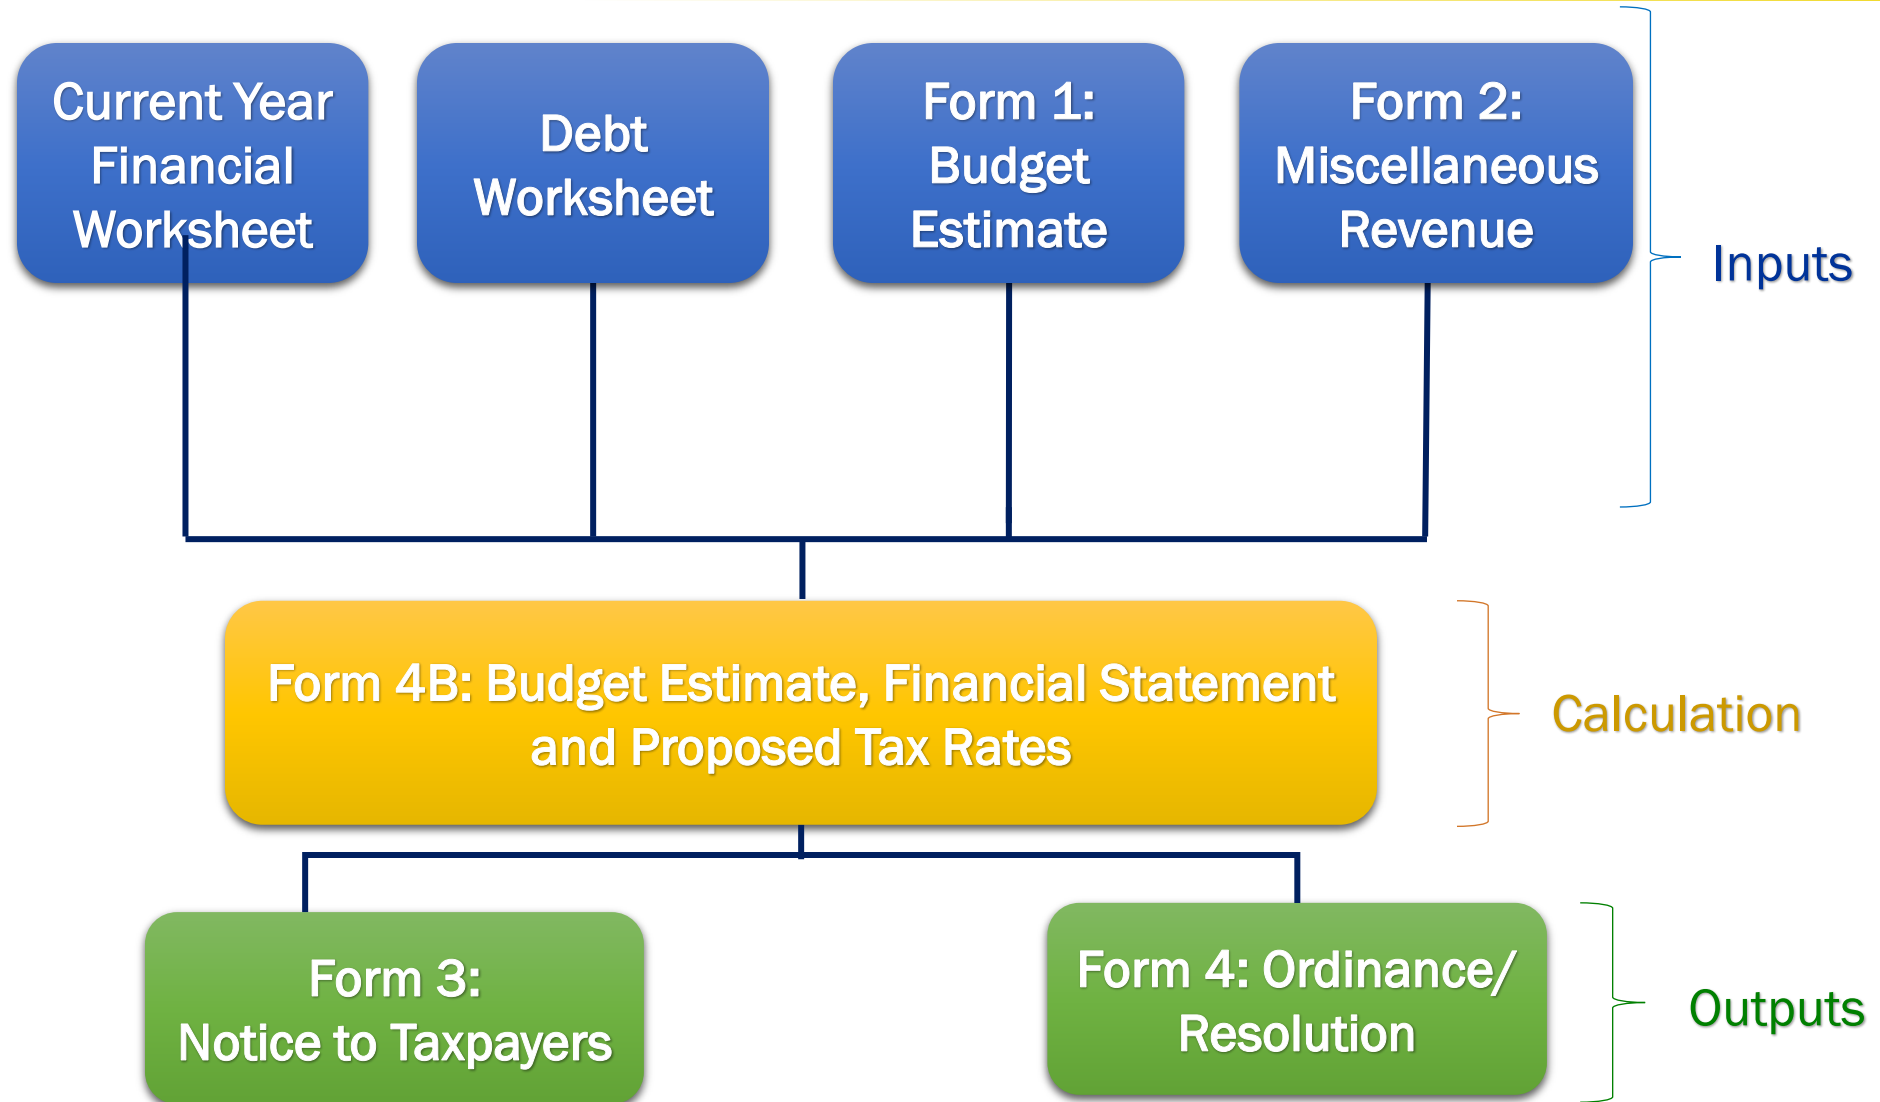 Current Year
Financial
Worksheet
Debt
Worksheet
Form 1:
Budget
Estimate
Form 2:
Miscellaneous
Revenue
Inputs
Form 4B: Budget Estimate, Financial Statement
and Proposed Tax Rates
Calculation
Form 3:
Notice to Taxpayers
Form 4: Ordinance/
Resolution
Outputs